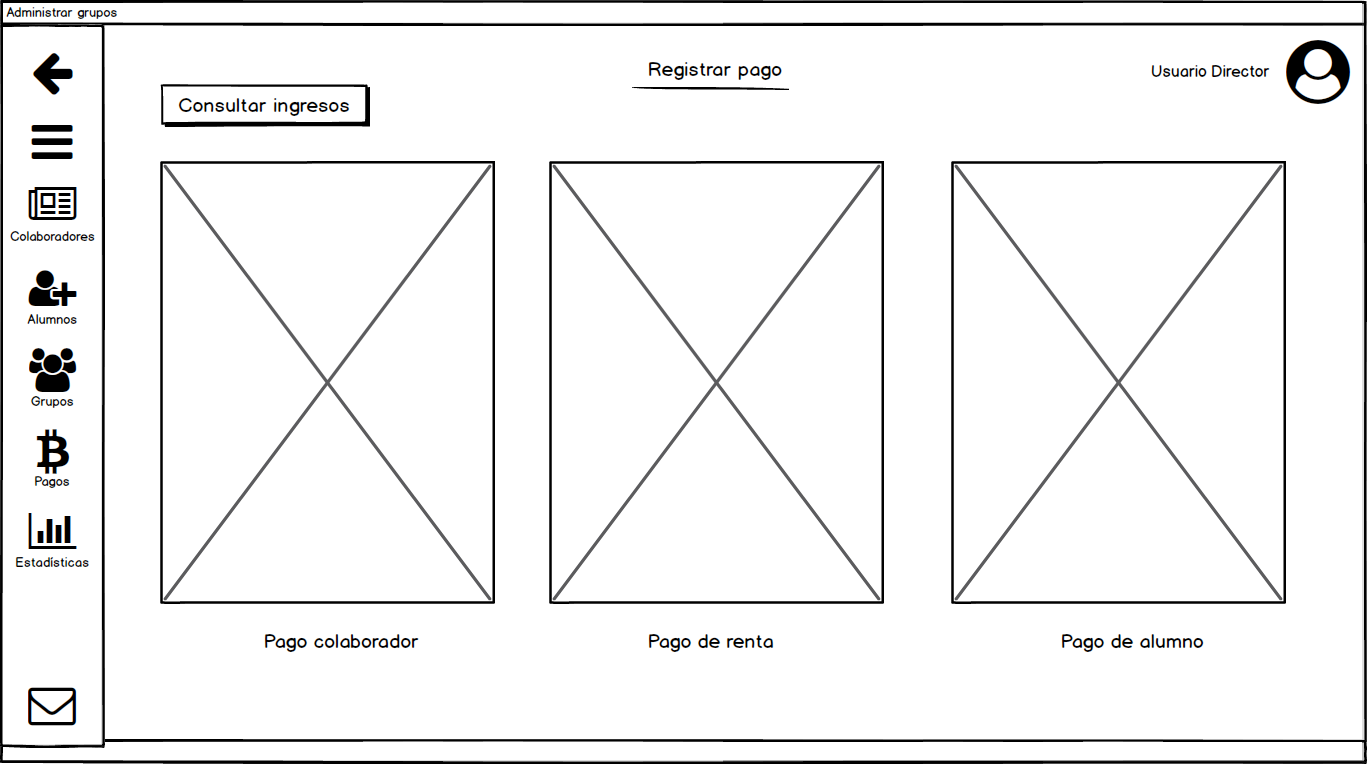 Administrar grupos
Registrar pago
Usuario Director
Consultar ingresos
Colaboradores
Alumnos
Grupos
Pagos
Estadísticas
Pago colaborador
Pago de renta
Pago de alumno